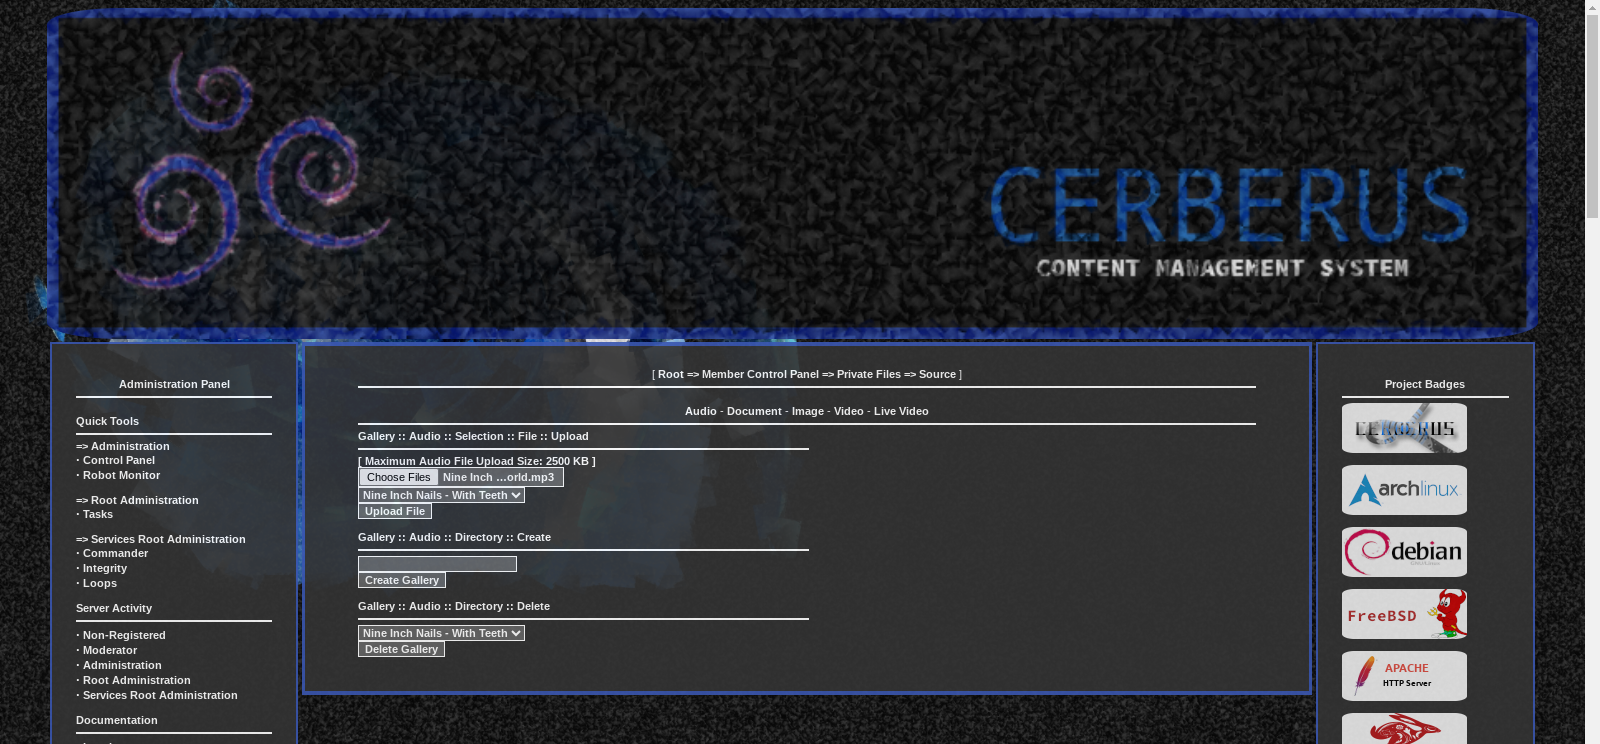 CERBERUS
CONTENT MANAGEMENT SYSTEM
Administration Panel
Quick Tools
=> Administration
· Control Panel
· Robot Monitor
=> Root Administration
· Tasks
=> Services Root Administration
· Commander
· Integrity
· Loops
Server Activity
· Non-Registered
· Moderator
· Administration
· Root Administration
· Services Root Administration
Documentation
[ Root => Member Control Panel => Private Files => Source ]
Audio - Document - Image - Video - Live Video
Gallery :: Audio :: Selection :: File :: Upload
[ Maximum Audio File Upload Size: 2500 KB ]
Choose Files Nine Inch ...orld.mp3
Nine Inch Nails - With Teeth
Upload File
Gallery :: Audio :: Directory :: Create
Create Gallery
Gallery :: Audio :: Directory :: Delete
Nine Inch Nails - With Teeth
Delete Gallery
Project Badges
CERBERUS
archlinux
debian
FreeBSD
APACHE
HTTP Server